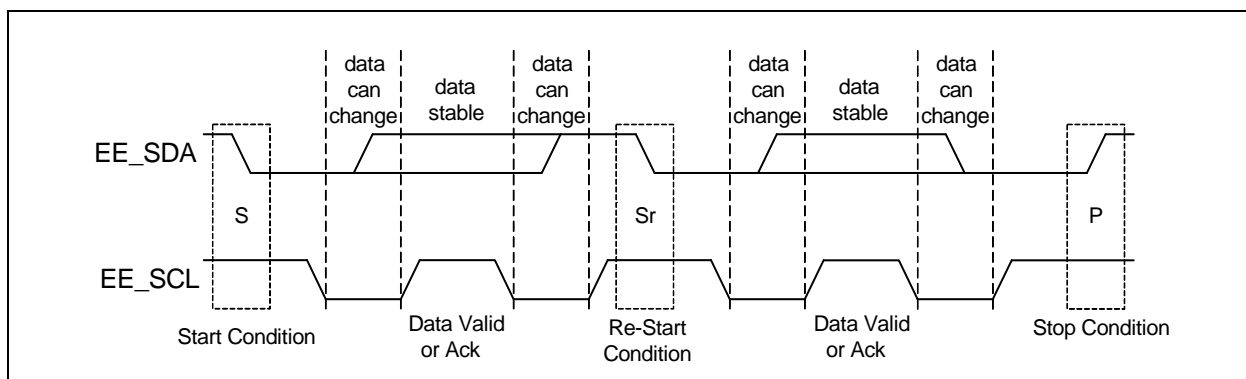 data
can
change
data
stable
data
can
change
data
can
change
data
stable
data
can
change
EE_SDA
S
Sr
P
EE_SCL
Start Condition
Data Valid
or Ack
Re-Start
Condition
Data Valid
or Ack
Stop Condition